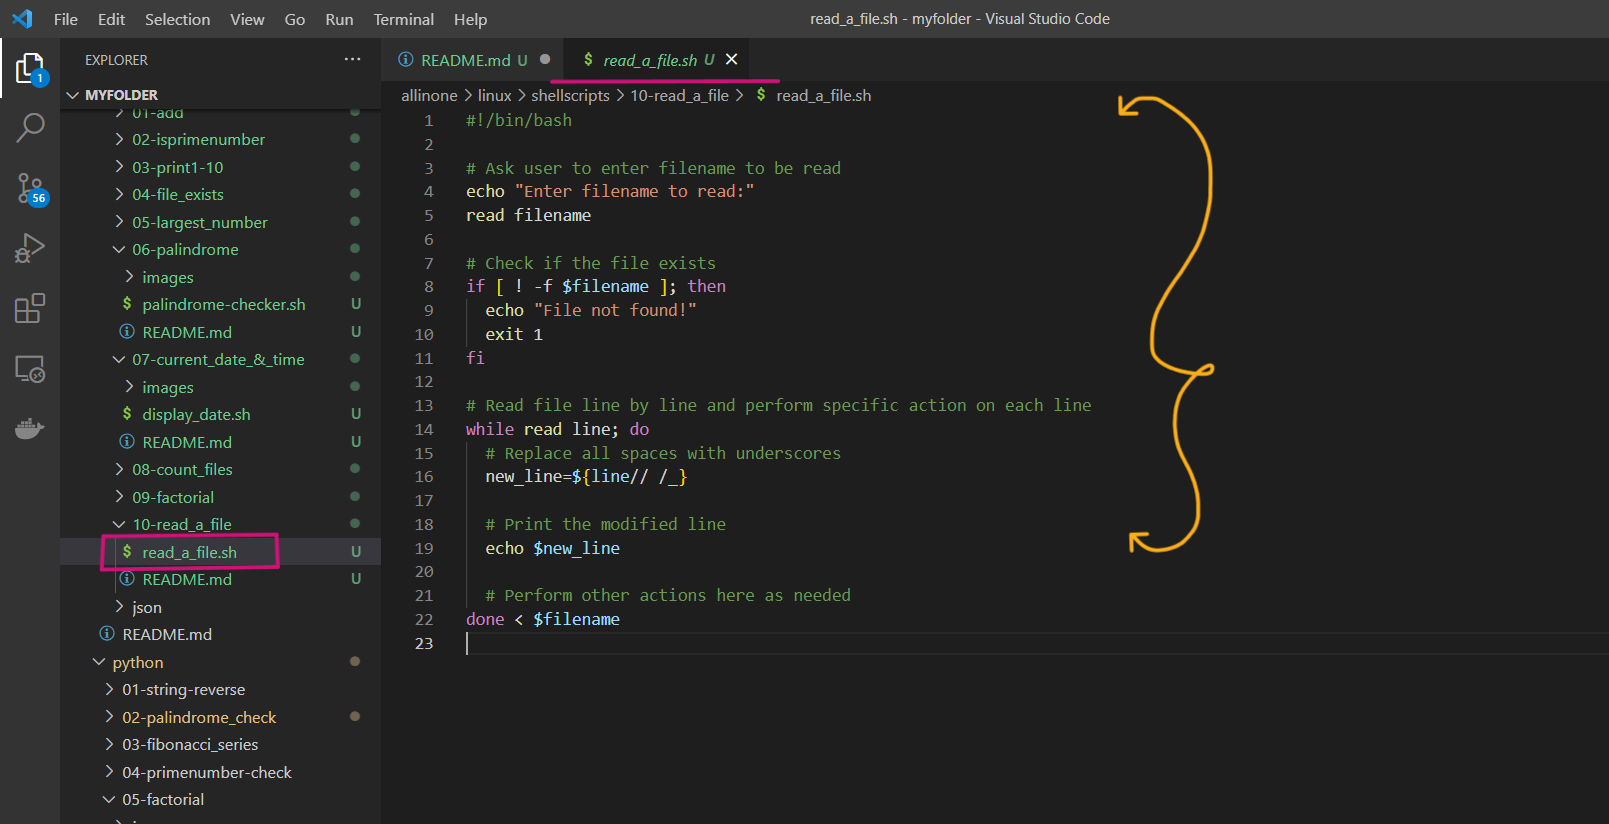 File Edit Selection View Go Run Terminal Help
read_a_file.sh - myfolder - Visual Studio Code
EXPLORER ···
MYFOLDER
01-add
02-isprimenumber
03-print1-10
04-file_exists
05-largest_number
06-palindrome
images
$ palindrome-checker.sh U
README.md U
07-current_date_&_time
images
$ display_date.sh U
README.md U
08-count_files
09-factorial
10-read_a_file
$ read_a_file.sh U
README.md U
json
README.md
python
01-string-reverse
02-palindrome_check
03-fibonacci_series
04-primenumber-check
05-factorial
1
56
README.md U
$ read_a_file.sh U
allinone > linux > shellscripts > 10-read_a_file > $ read_a_file.sh
1 #!/bin/bash
2
3 # Ask user to enter filename to be read
4 echo "Enter filename to read:"
5 read filename
6
7 # Check if the file exists
8 if [ ! -f $filename ]; then
9 echo "File not found!"
10 exit 1
11 fi
12
13 # Read file line by line and perform specific action on each line
14 while read line; do
15 # Replace all spaces with underscores
16 new_line=${line// /_}
17
18 # Print the modified line
19 echo $new_line
20
21 # Perform other actions here as needed
22 done < $filename
23